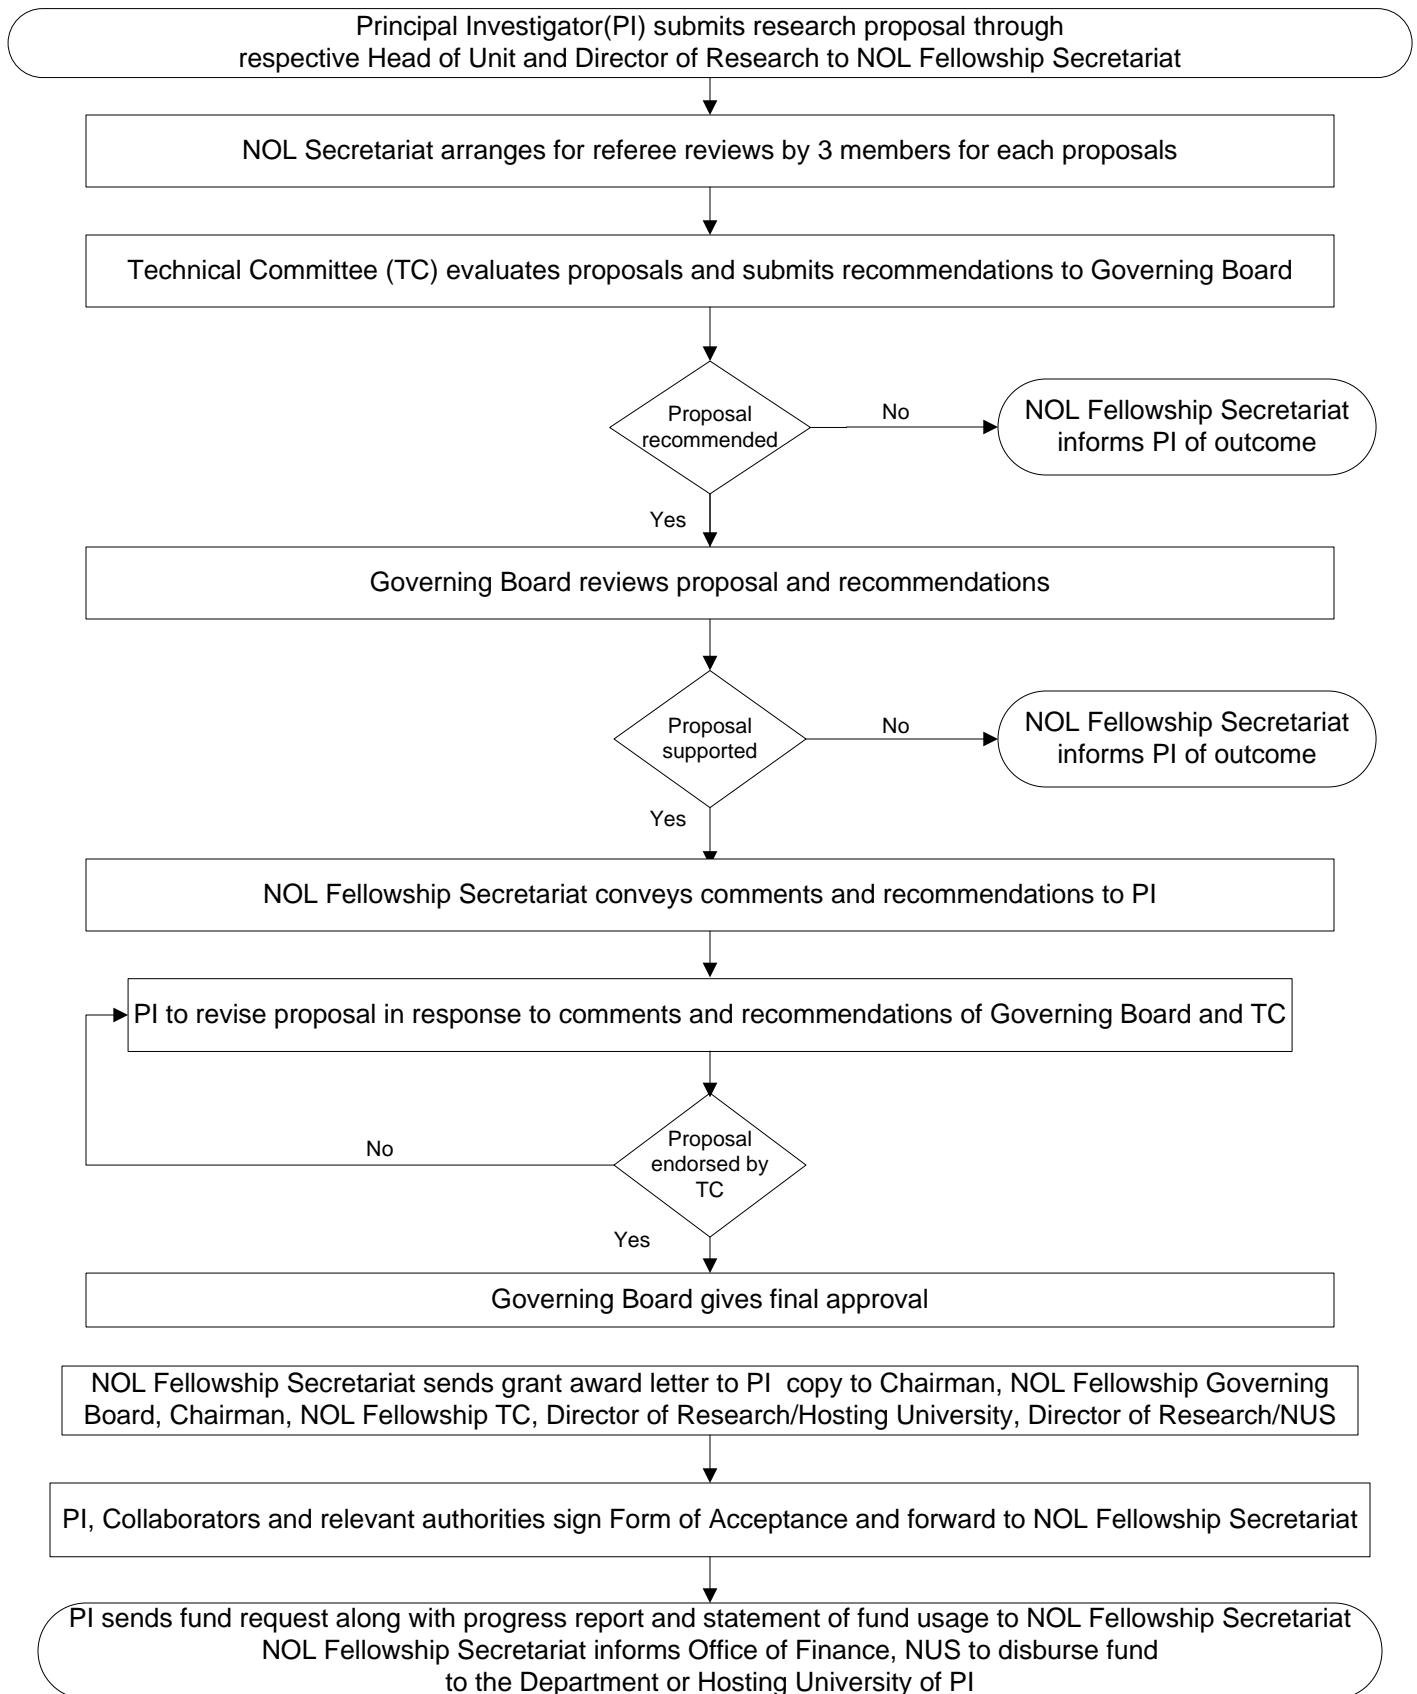 Principal Investigator(PI) submits research proposal through
respective Head of Unit and Director of Research to NOL Fellowship Secretariat
NOL Secretariat arranges for referee reviews by 3 members for each proposals
Technical Committee (TC) evaluates proposals and submits recommendations to Governing Board
Proposal
recommended
No
NOL Fellowship Secretariat
informs PI of outcome
Yes
Governing Board reviews proposal and recommendations
Proposal
supported
No
NOL Fellowship Secretariat
informs PI of outcome
Yes
NOL Fellowship Secretariat conveys comments and recommendations to PI
PI to revise proposal in response to comments and recommendations of Governing Board and TC
No
Proposal
endorsed by
TC
Yes
Governing Board gives final approval
NOL Fellowship Secretariat sends grant award letter to PI  copy to Chairman, NOL Fellowship Governing
Board, Chairman, NOL Fellowship TC, Director of Research/Hosting University, Director of Research/NUS
PI, Collaborators and relevant authorities sign Form of Acceptance and forward to NOL Fellowship Secretariat
PI sends fund request along with progress report and statement of fund usage to NOL Fellowship Secretariat
NOL Fellowship Secretariat informs Office of Finance, NUS to disburse fund
to the Department or Hosting University of PI